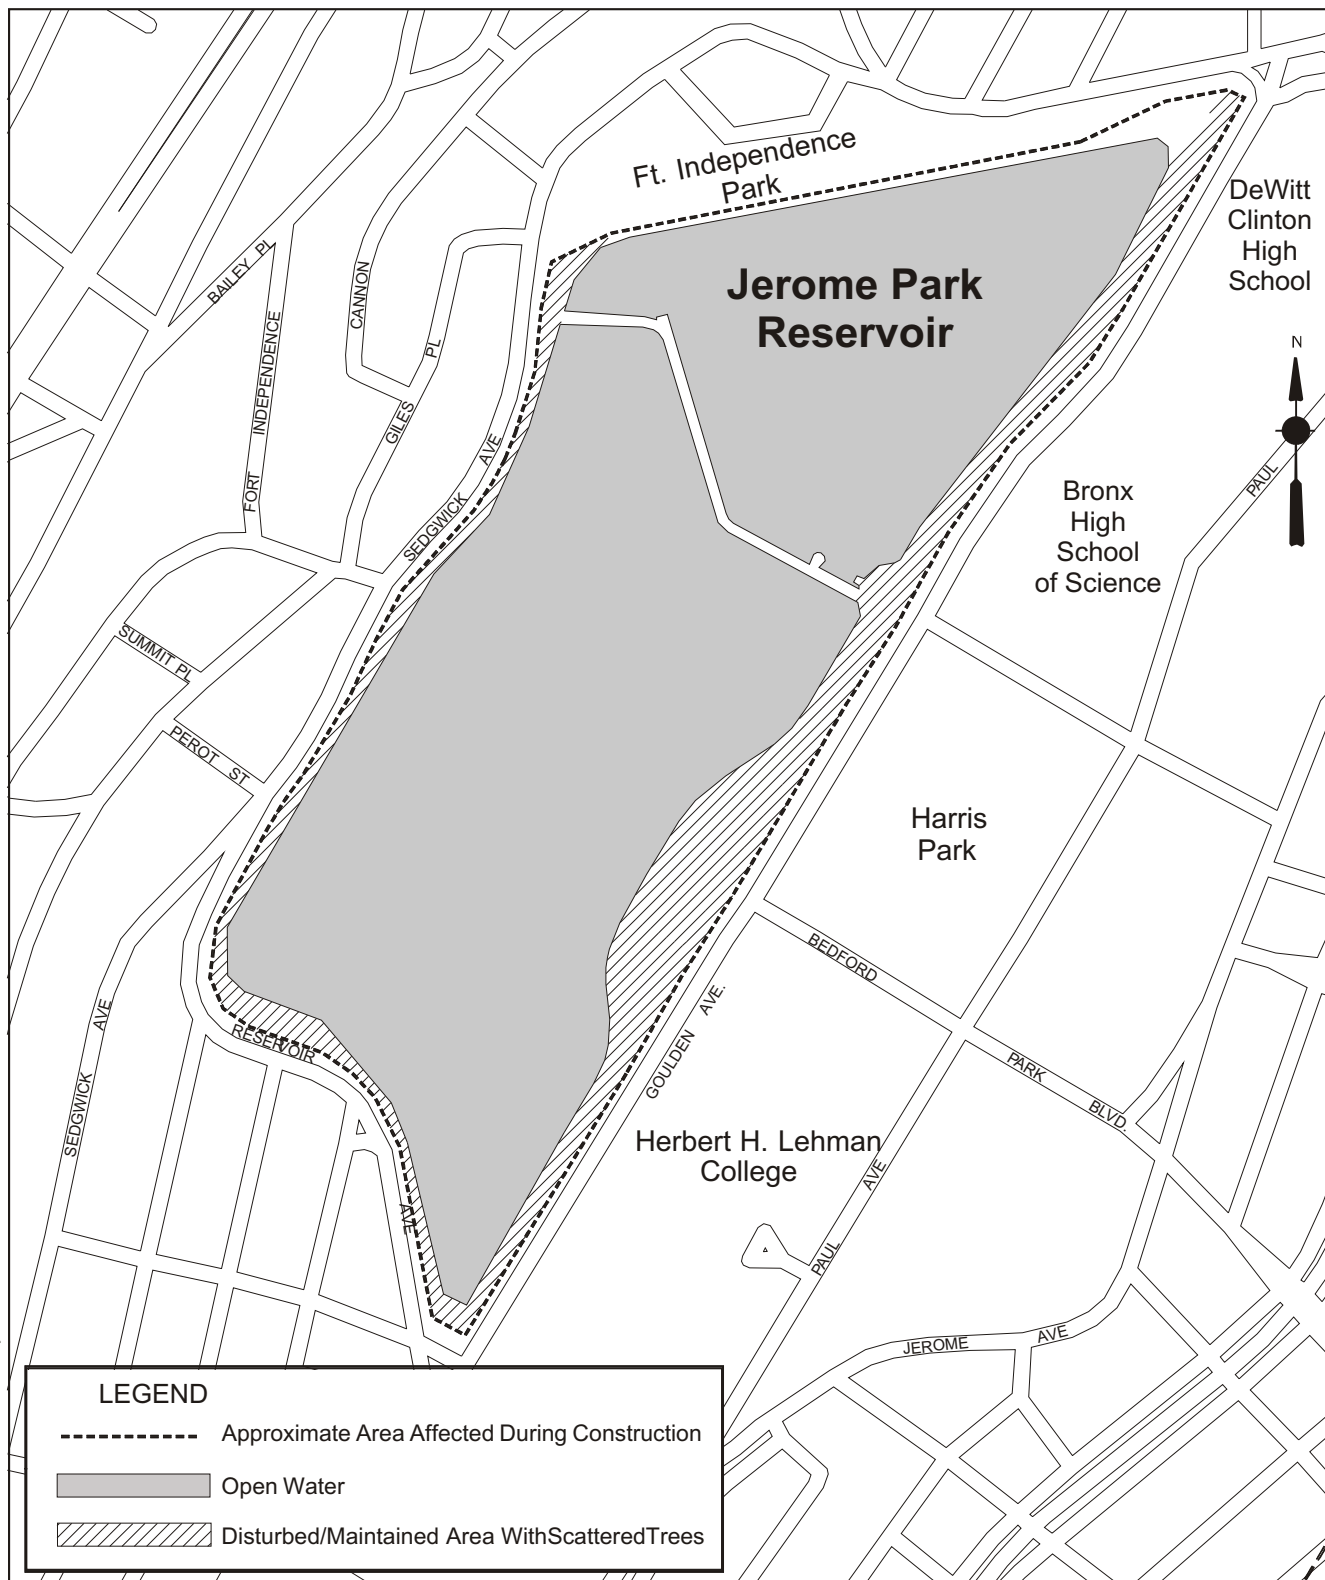 Ft. Independence
Park
DeWitt
Clinton
High
School
Jerome Park
Reservoir
N
BAILEY PL
CANNON
PL
FORT INDEPENDENCE
GILES
SEDGWICK AVE
PAUL
Bronx
High
School
of Science
SUMMIT PL
PEROT ST
Harris
Park
BEDFORD PARK BLVD.
SEDGWICK AVE
RESERVOIR AVE
GOULDEN AVE.
Herbert H. Lehman
College
PAUL AVE
JEROME AVE
LEGEND
Approximate Area Affected During Construction
Open Water
Disturbed/Maintained Area WithScatteredTrees